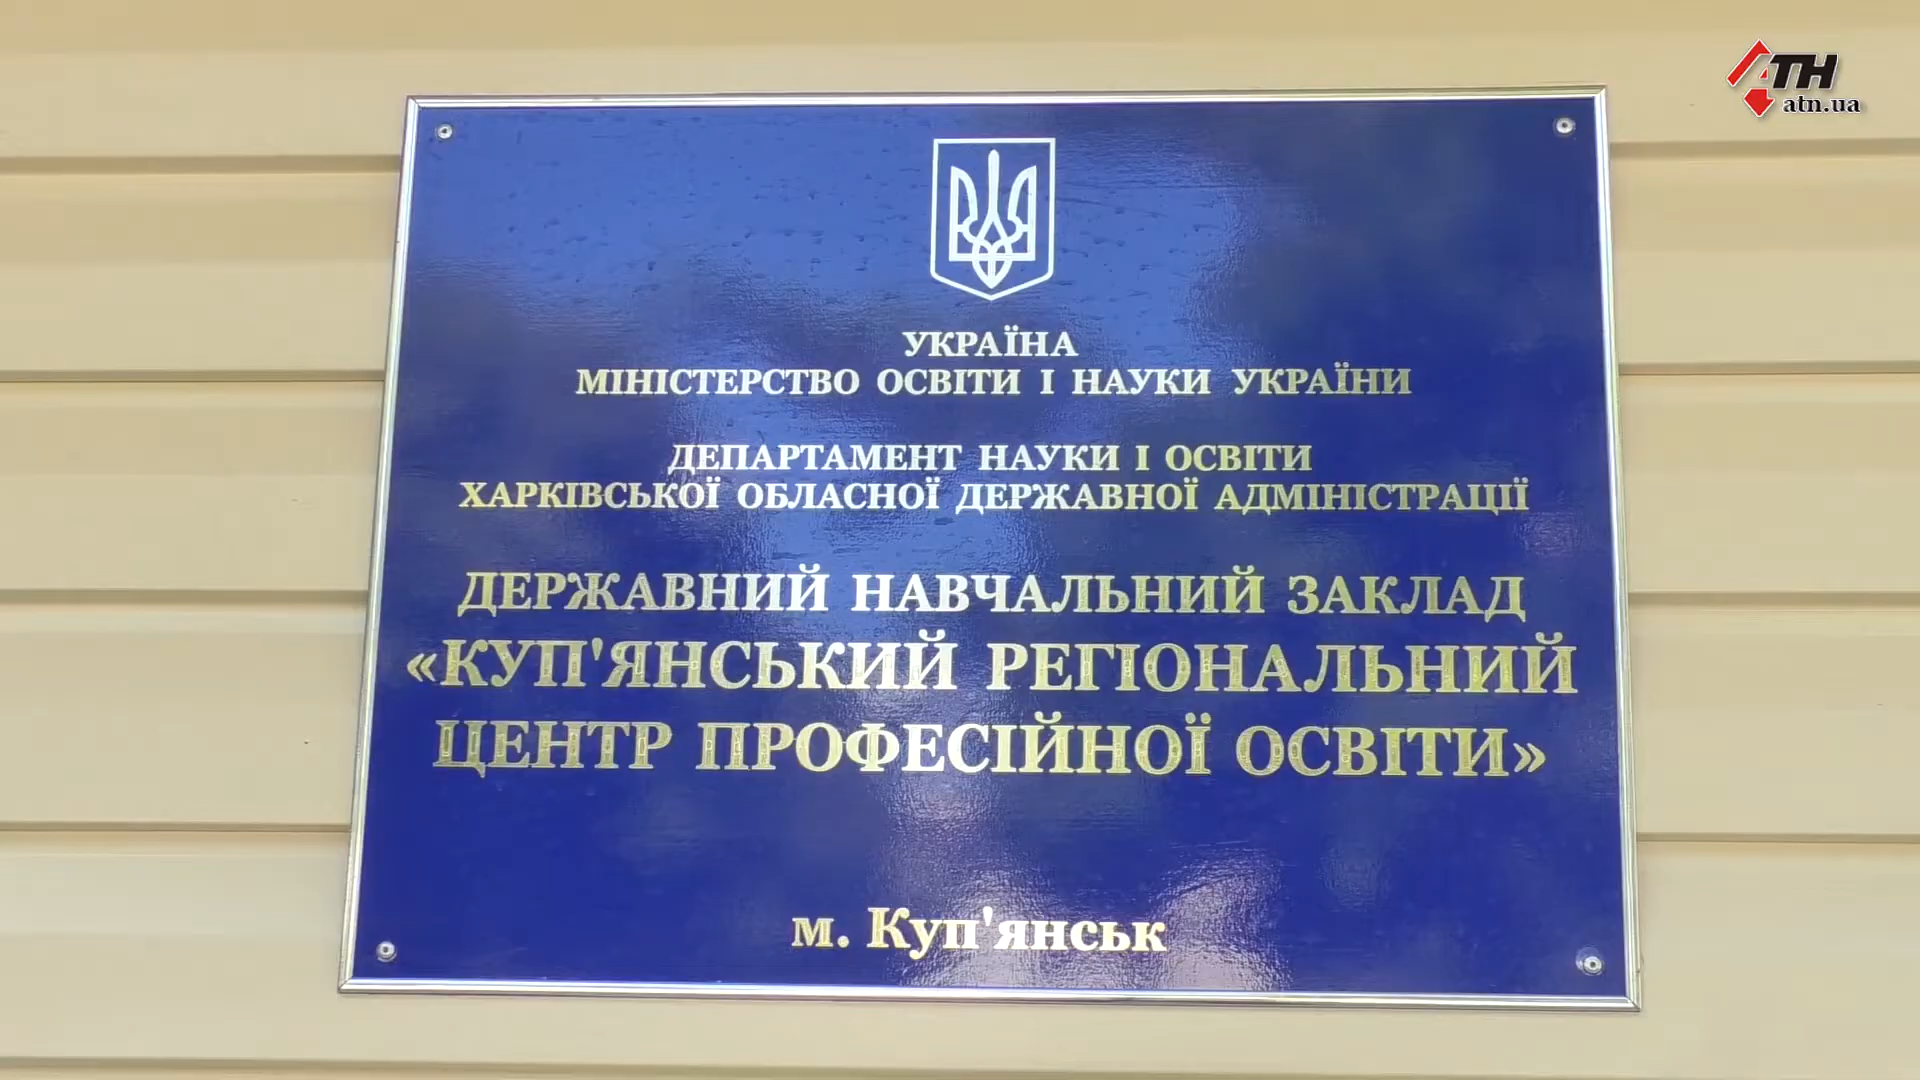 АТН
atn.ua
УКРАЇНА
МІНІСТЕРСТВО ОСВІТИ І НАУКИ УКРАЇНИ
ДЕПАРТАМЕНТ НАУКИ І ОСВІТИ
ХАРКІВСЬКОЇ ОБЛАСНОЇ ДЕРЖАВНОЇ АДМІНІСТРАЦІЇ
ДЕРЖАВНИЙ НАВЧАЛЬНИЙ ЗАКЛАД
«КУП'ЯНСЬКИЙ РЕГІОНАЛЬНИЙ
ЦЕНТР ПРОФЕСІЙНОЇ ОСВІТИ»
м. Куп'янськ